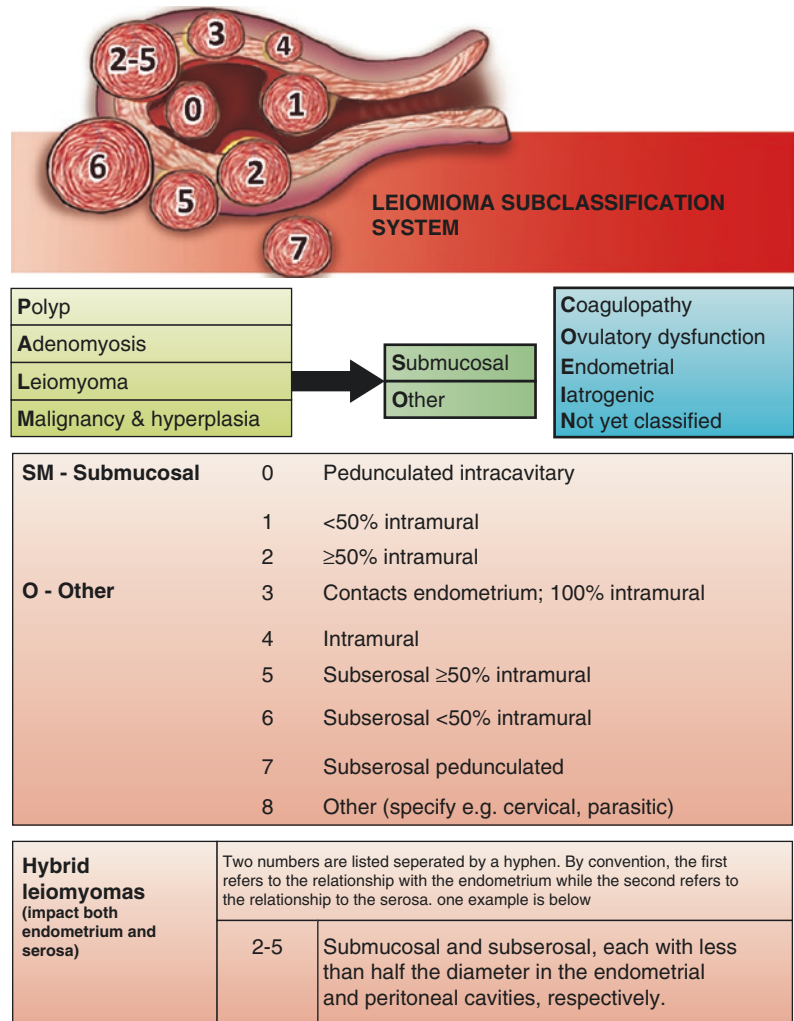 3
4
2-5
0
1
6
2
5
7
LEIOMIOMA SUBCLASSIFICATION
SYSTEM
Polyp
Adenomyosis
Leiomyoma
Malignancy & hyperplasia
Submucosal
Other
Coagulopathy
Ovulatory dysfunction
Endometrial
Iatrogenic
Not yet classified
SM - Submucosal 0 Pedunculated intracavitary
1 <50% intramural
2 ≥50% intramural
O - Other 3 Contacts endometrium; 100% intramural
4 Intramural
5 Subserosal ≥50% intramural
6 Subserosal <50% intramural
7 Subserosal pedunculated
8 Other (specify e.g. cervical, parasitic)
Hybrid
leiomyomas
(impact both
endometrium and
serosa)
Two numbers are listed seperated by a hyphen. By convention, the first
refers to the relationship with the endometrium while the second refers to
the relationship to the serosa. one example is below
2-5 Submucosal and subserosal, each with less
than half the diameter in the endometrial
and peritoneal cavities, respectively.